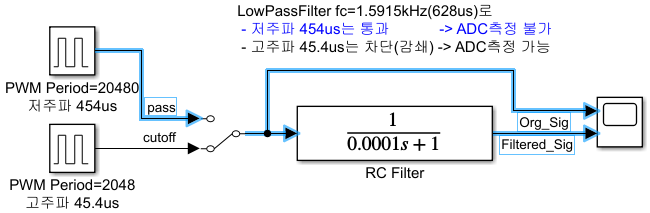 LowPassFilter fc=1.5915kHz(628us)로
- 저주파 454us는 통과 -> ADC측정 불가
- 고주파 45.4us는 차단(감쇄) -> ADC측정 가능
PWM Period=20480
저주파 454us
pass
cutoff
PWM Period=2048
고주파 45.4us
1
0.0001s + 1
RC Filter
Org_Sig
Filtered_Sig